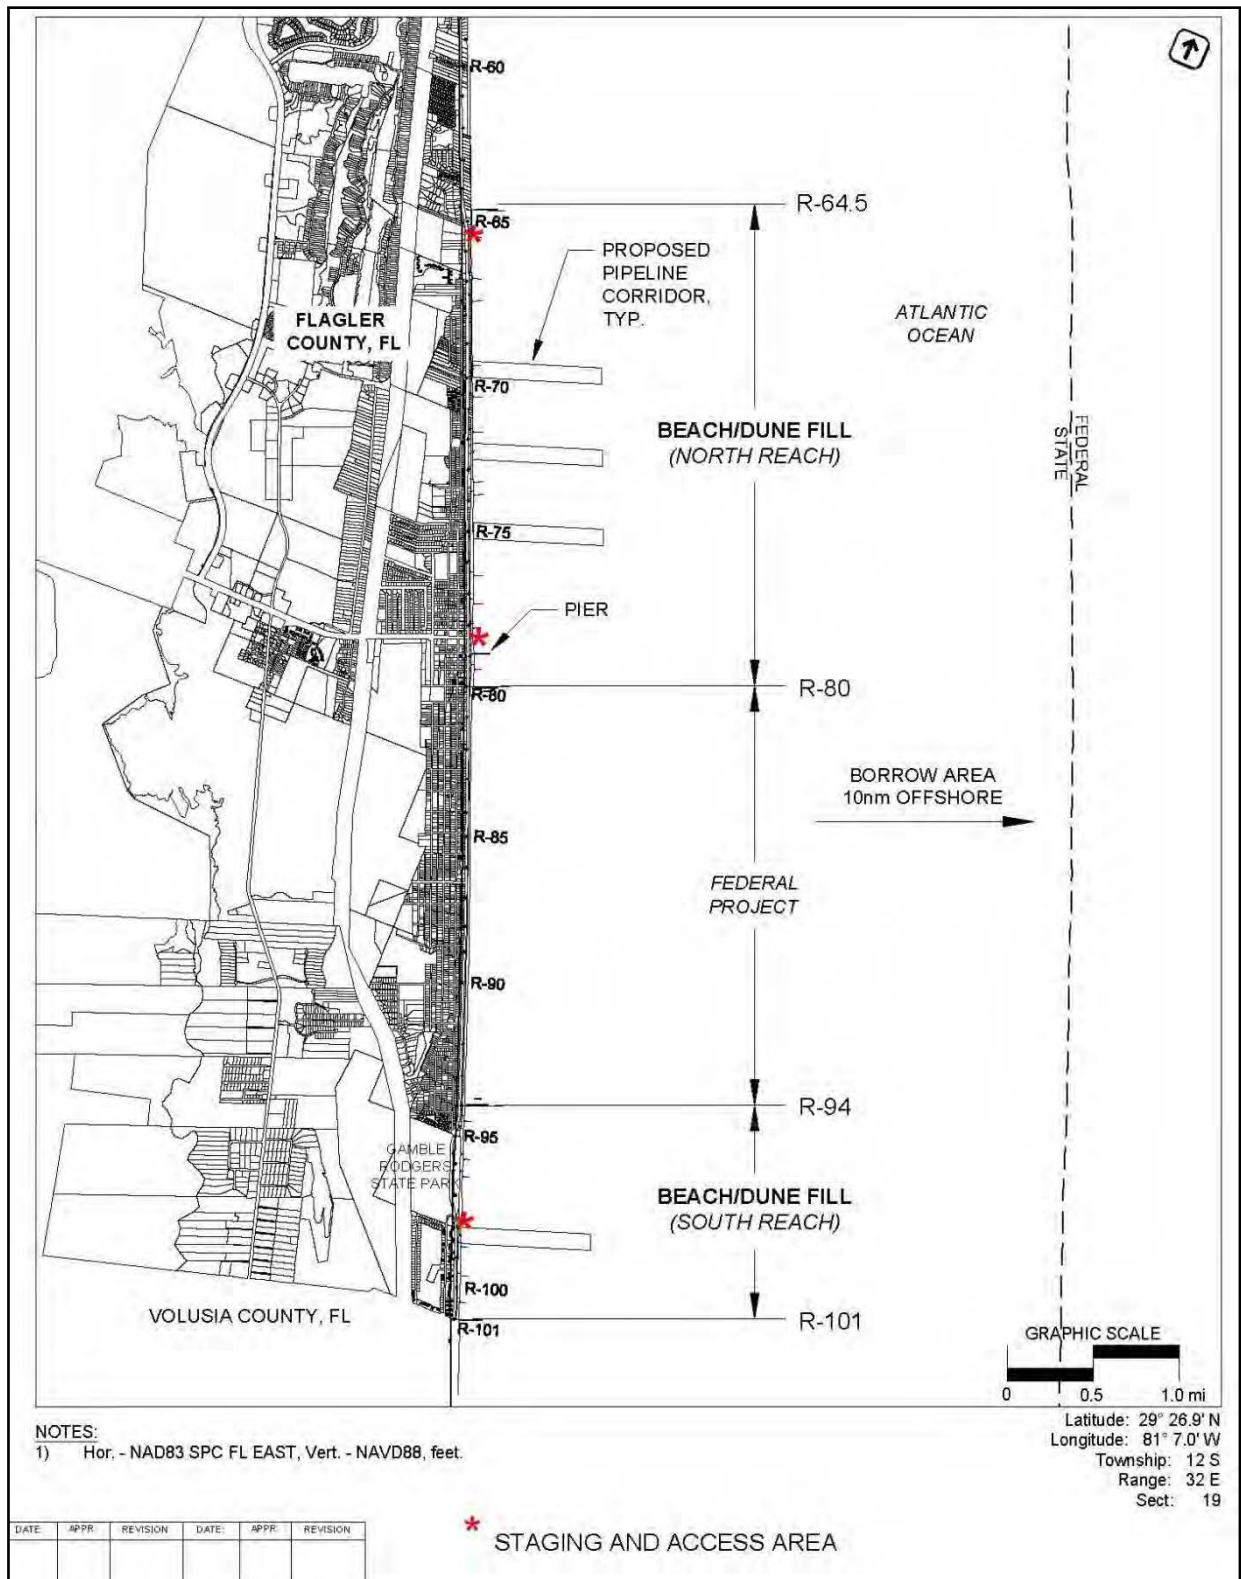 R-60
R-64.5
R-65
PROPOSED
PIPELINE
CORRIDOR,
TYP.
ATLANTIC
OCEAN
FLAGLER
COUNTY, FL
R-70
BEACH/DUNE FILL
(NORTH REACH)
FEDERAL
STATE
R-75
PIER
R-80
R-80
BORROW AREA
10nm OFFSHORE
R-85
FEDERAL
PROJECT
R-90
R-94
R-95
GAMBLE
RODGERS
STATE PARK
BEACH/DUNE FILL
(SOUTH REACH)
R-100
VOLUSIA COUNTY, FL
R-101
R-101
GRAPHIC SCALE
0 0.5 1.0 mi
NOTES:
1) Hor. - NAD83 SPC FL EAST, Vert. - NAVD88, feet.
Latitude: 29° 26.9' N
Longitude: 81° 7.0' W
Township: 12 S
Range: 32 E
Sect: 19
DATE: APPR. REVISION DATE: APPR. REVISION
* STAGING AND ACCESS AREA